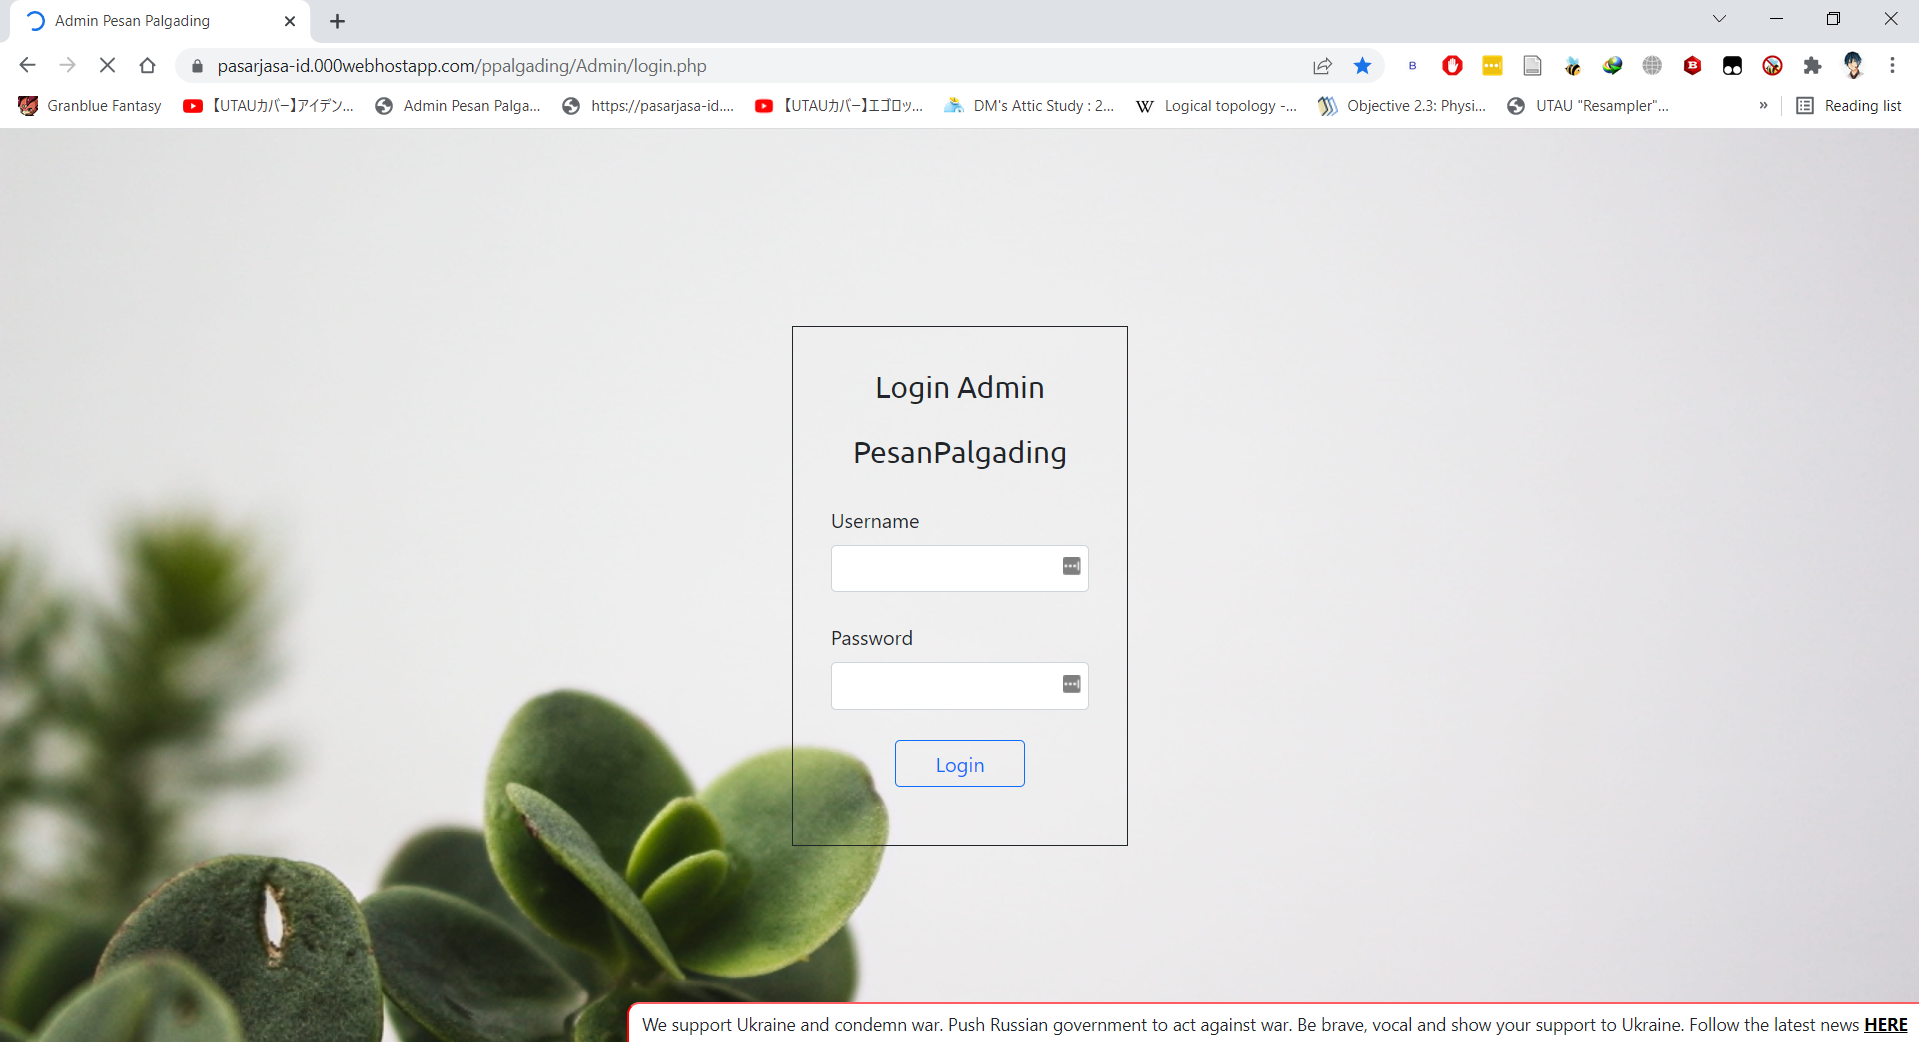 Admin Pesan Palgading
pasarjasa-id.000webhostapp.com/ppalgading/Admin/login.php
B
B
Granblue Fantasy
【UTAUカバー】アイデン...
Admin Pesan Palga...
https://pasarjasa-id....
【UTAUカバー】エゴロッ...
DM's Attic Study : 2...
W
Logical topology -...
Objective 2.3: Physi...
UTAU "Resampler"...
»
Reading list
Login Admin
PesanPalgading
Username
Password
Login
We support Ukraine and condemn war. Push Russian government to act against war. Be brave, vocal and show your support to Ukraine. Follow the latest news HERE